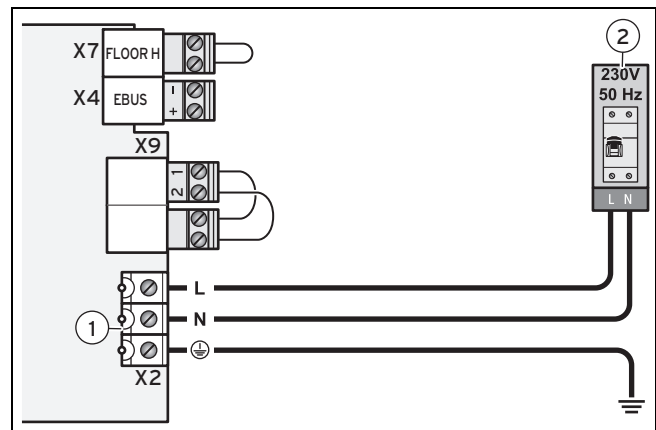 2
X7 FLOOR H
230V
50 Hz
X4 EBUS − +
X9
1
2
L N
L
1 N
X2